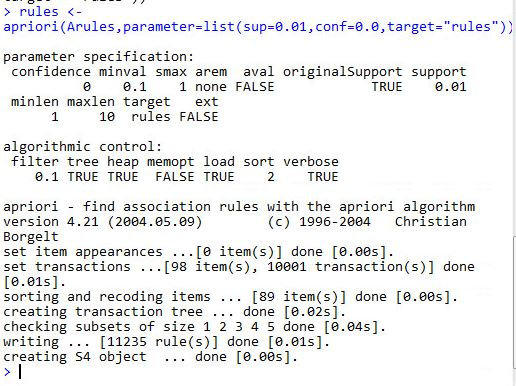 > rules <-
apriori(Arules,parameter=list(sup=0.01,conf=0.0,target="rules"))
parameter specification:
confidence minval smax arem aval originalSupport support
0 0.1 1 none FALSE TRUE 0.01
minlen maxlen target ext
1 10 rules FALSE
algorithmic control:
filter tree heap memopt load sort verbose
0.1 TRUE TRUE FALSE TRUE 2 TRUE
apriori - find association rules with the apriori algorithm
version 4.21 (2004.05.09) (c) 1996-2004 Christian
Borgelt
set item appearances ...[0 item(s)] done [0.00s].
set transactions ...[98 item(s), 10001 transaction(s)] done
[0.01s].
sorting and recoding items ... [89 item(s)] done [0.00s].
creating transaction tree ... done [0.02s].
checking subsets of size 1 2 3 4 5 done [0.04s].
writing ... [11235 rule(s)] done [0.01s].
creating S4 object ... done [0.00s].
>